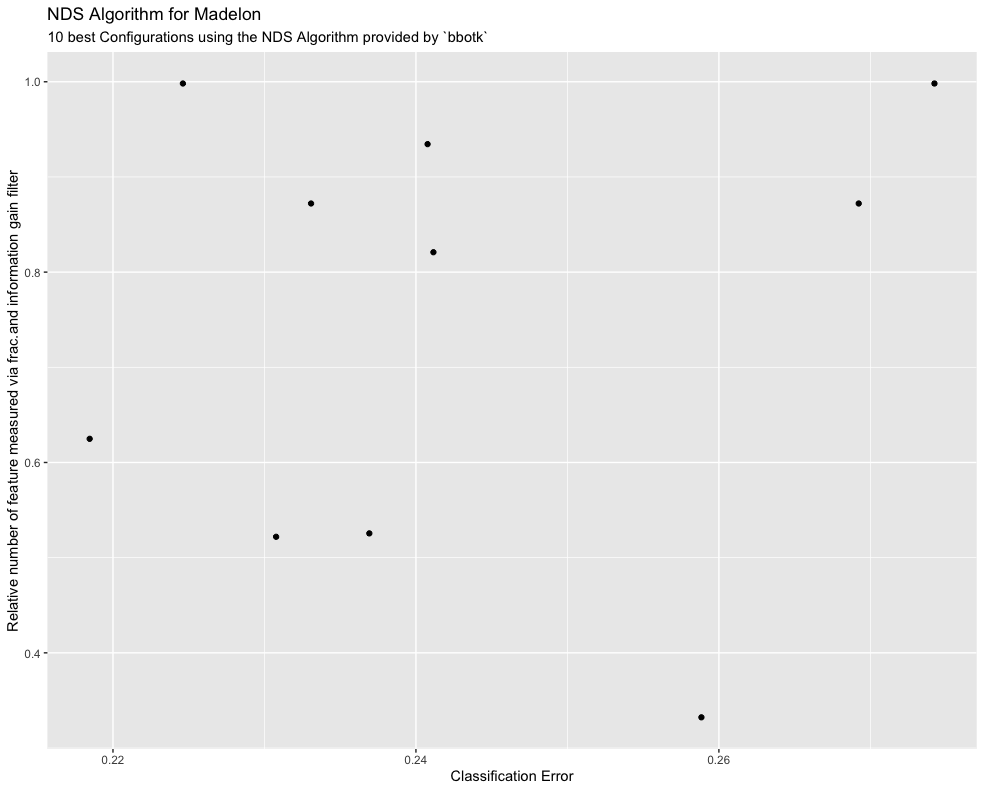 NDS Algorithm for Madelon
10 best Configurations using the NDS Algorithm provided by `bbotk`
Relative number of feature measured via frac.and information gain filter
1.0
0.8
0.6
0.4
0.22
0.24
0.26
Classification Error